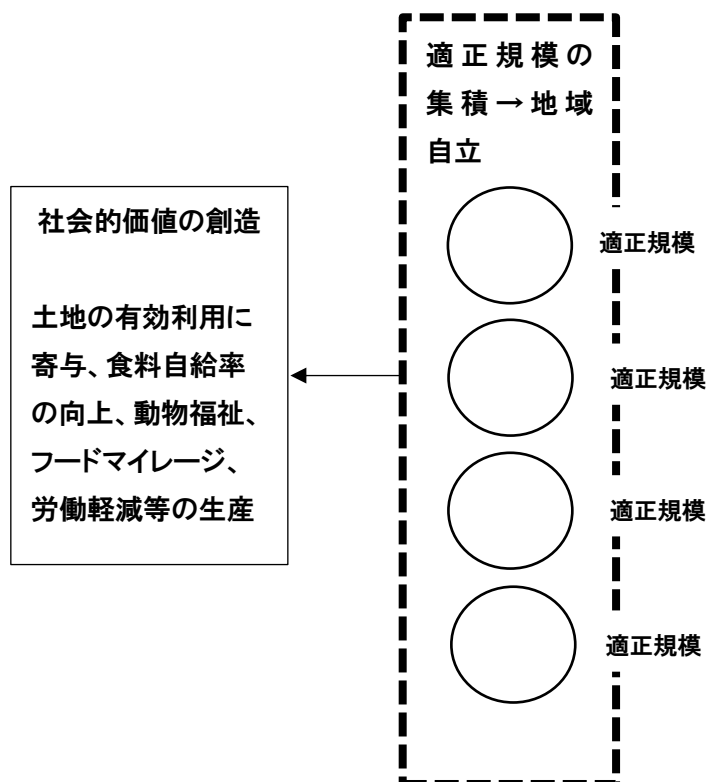 適正規模の
集積→地域
自立
社会的価値の創造
土地の有効利用に
寄与、食料自給率
の向上、動物福祉、
フードマイレージ、
労働軽減等の生産
適正規模
適正規模
適正規模
適正規模